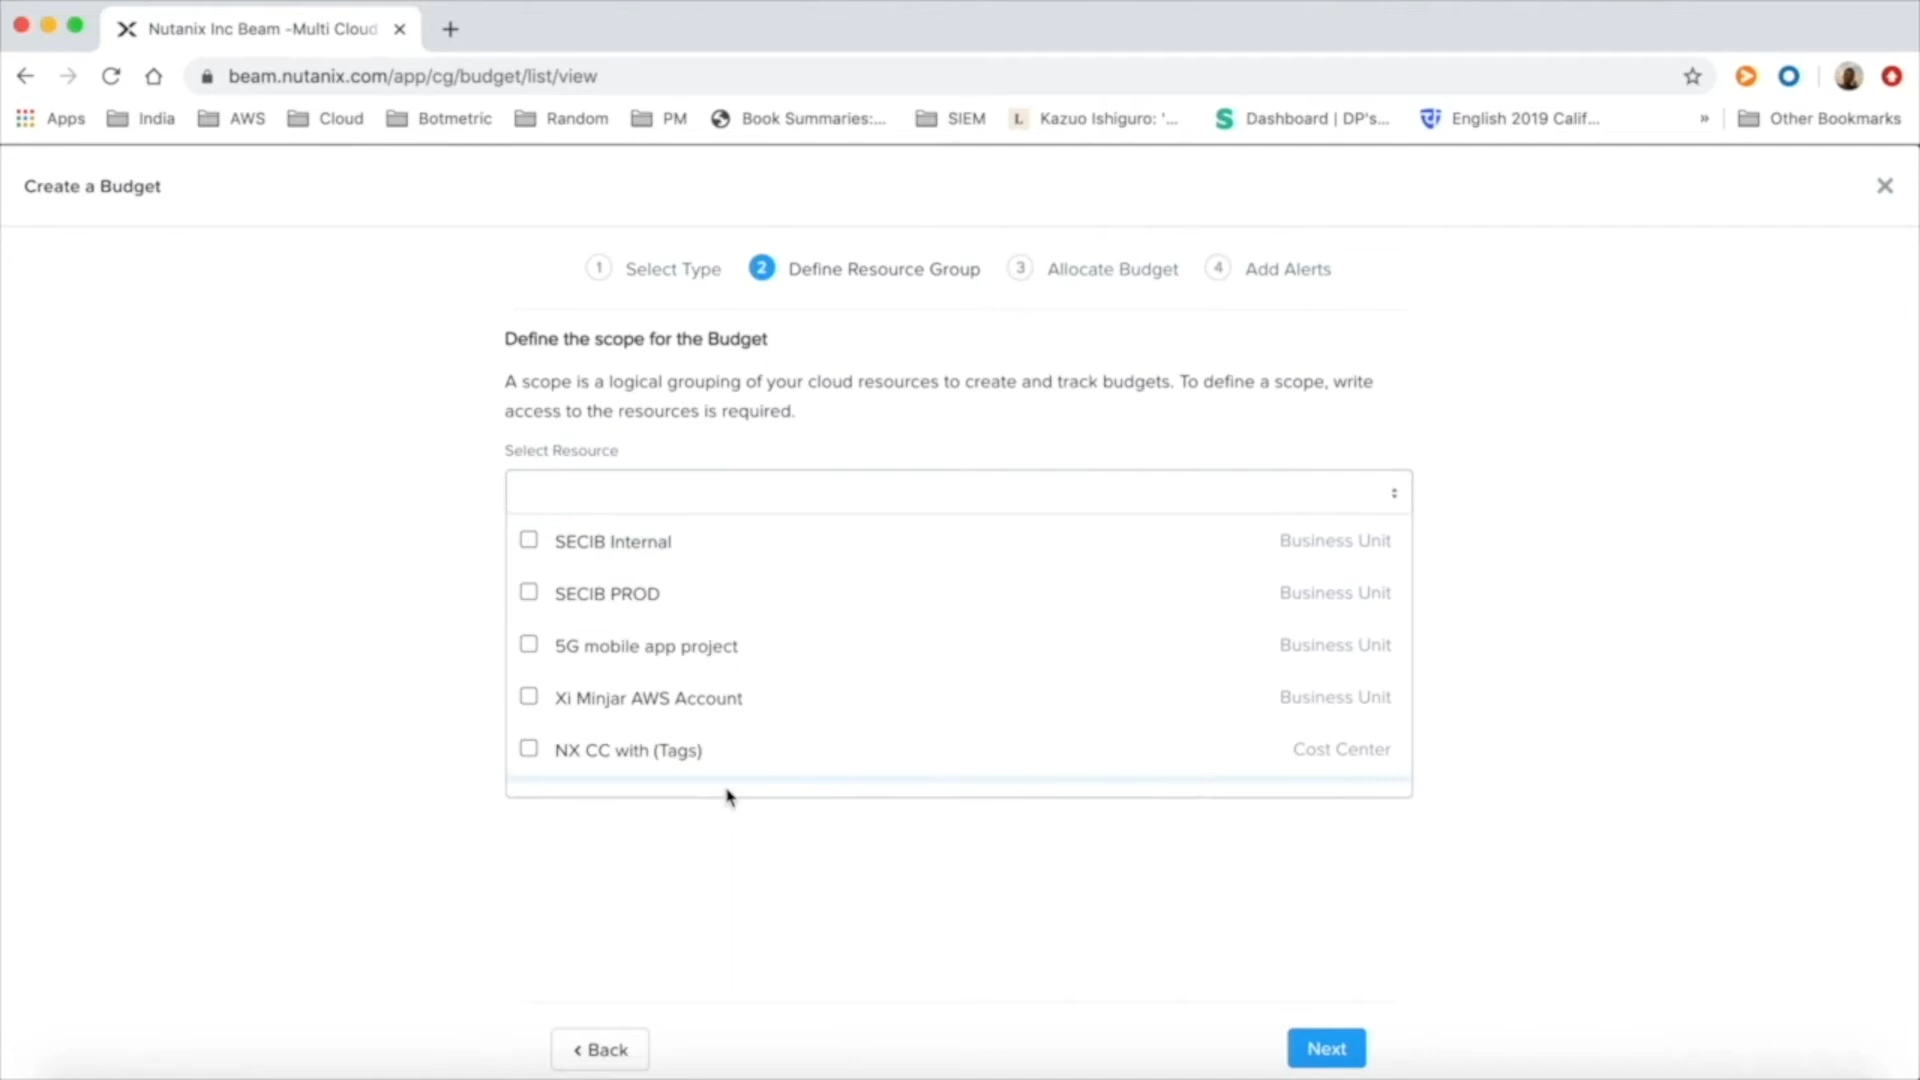 Nutanix Inc Beam -Multi Cloud
beam.nutanix.com/app/cg/budget/list/view
Apps India AWS Cloud Botmetric Random PM Book Summaries:... SIEM L Kazuo Ishiguro: '... S Dashboard | DP's... English 2019 Calif... » Other Bookmarks
Create a Budget
1 Select Type 2 Define Resource Group 3 Allocate Budget 4 Add Alerts
Define the scope for the Budget
A scope is a logical grouping of your cloud resources to create and track budgets. To define a scope, write
access to the resources is required.
Select Resource
SECIB Internal Business Unit
SECIB PROD Business Unit
5G mobile app project Business Unit
Xi Minjar AWS Account Business Unit
NX CC with (Tags) Cost Center
‹ Back Next